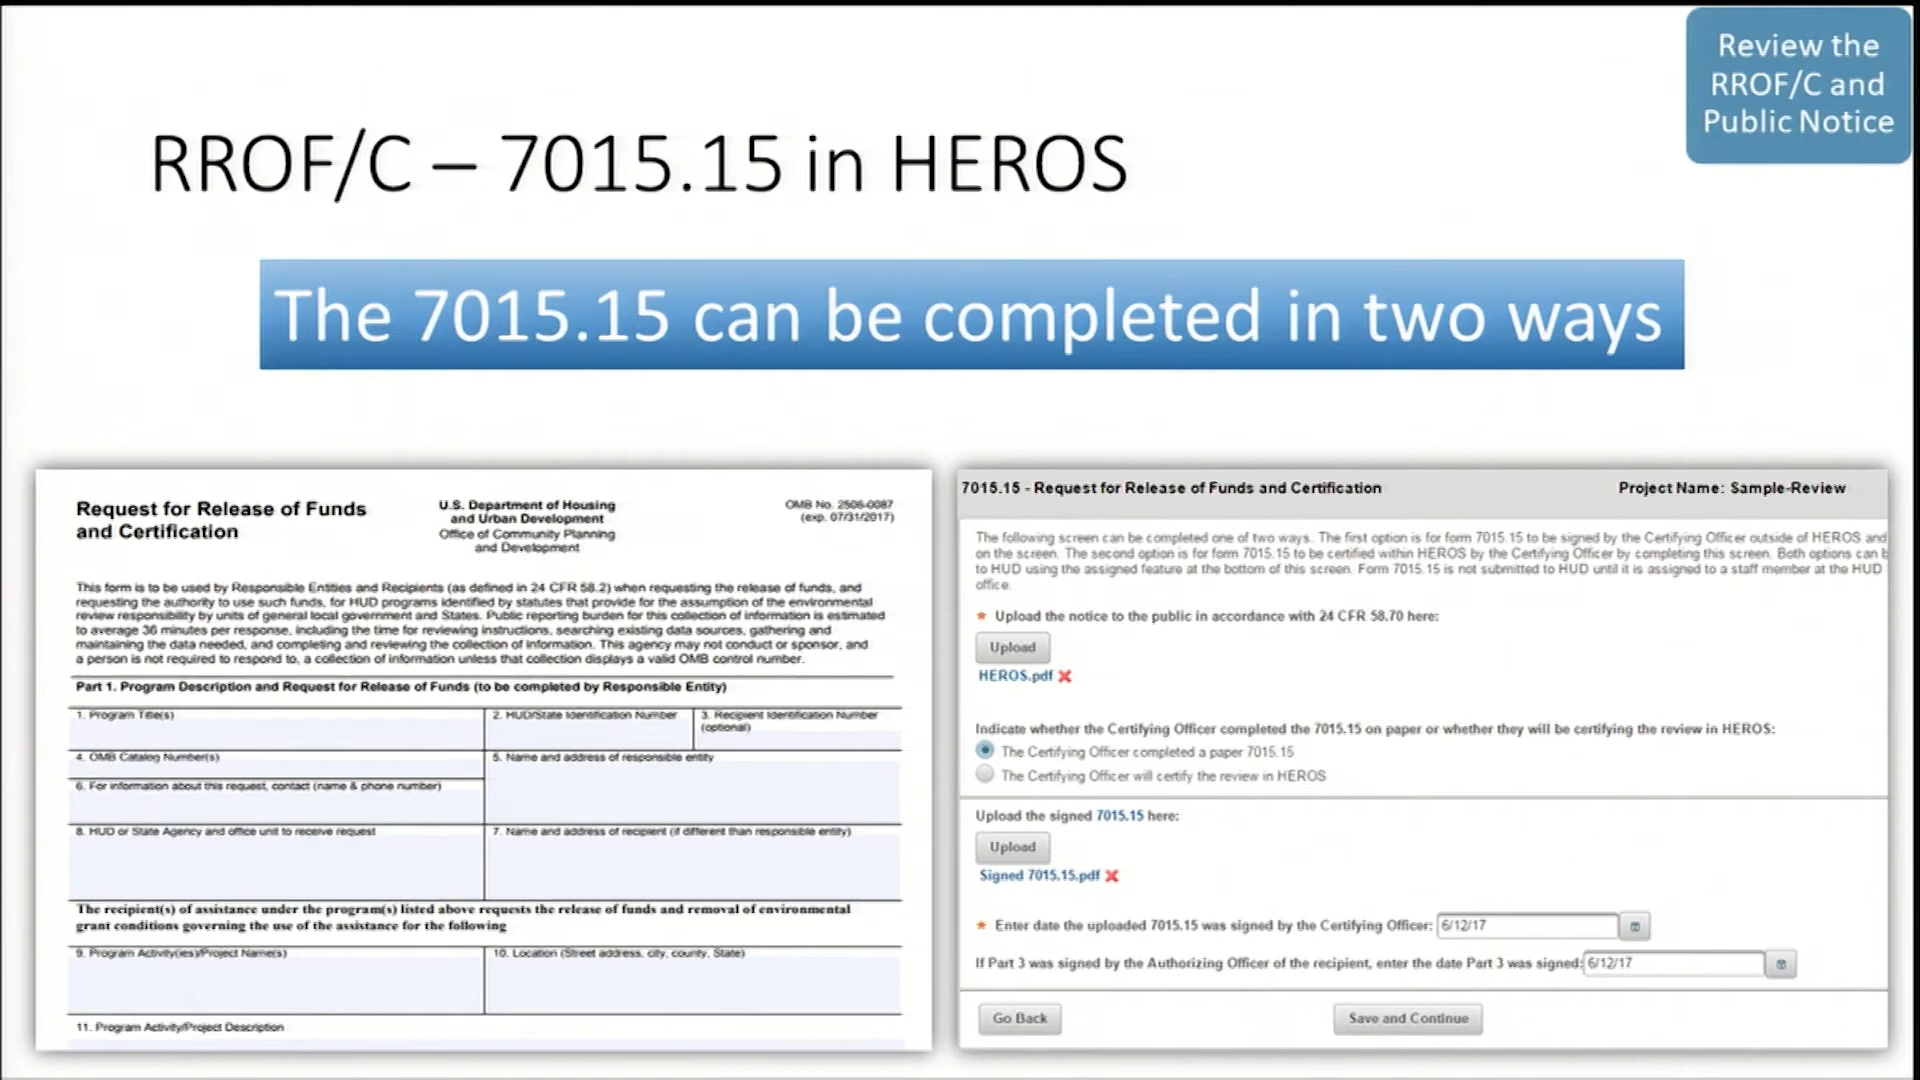 Review the
RROF/C and
Public Notice
RROF/C – 7015.15 in HEROS
The 7015.15 can be completed in two ways
Request for Release of Funds
and Certification
U.S. Department of Housing
and Urban Development
Office of Community Planning
and Development
OMB No. 2506-0087
(exp. 07/31/2017)
This form is to be used by Responsible Entities and Recipients (as defined in 24 CFR 58.2) when requesting the release of funds, and
requesting the authority to use such funds, for HUD programs identified by statutes that provide for the assumption of the environmental
review responsibility by units of general local government and States. Public reporting burden for this collection of information is estimated
to average 36 minutes per response, including the time for reviewing instructions, searching existing data sources, gathering and
maintaining the data needed, and completing and reviewing the collection of information. This agency may not conduct or sponsor, and
a person is not required to respond to, a collection of information unless that collection displays a valid OMB control number.
Part 1. Program Description and Request for Release of Funds (to be completed by Responsible Entity)
1. Program Title(s)
2. HUD/State Identification Number
3. Recipient Identification Number
(optional)
4. OMB Catalog Number(s)
5. Name and address of responsible entity
6. For information about this request, contact (name & phone number)
8. HUD or State Agency and office unit to receive request
7. Name and address of recipient (if different than responsible entity)
The recipient(s) of assistance under the program(s) listed above requests the release of funds and removal of environmental
grant conditions governing the use of the assistance for the following
9. Program Activity(ies)/Project Name(s)
10. Location (Street address, city, county, State)
11. Program Activity/Project Description
7015.15 - Request for Release of Funds and Certification
Project Name: Sample-Review
The following screen can be completed one of two ways. The first option is for form 7015.15 to be signed by the Certifying Officer outside of HEROS and
on the screen. The second option is for form 7015.15 to be certified within HEROS by the Certifying Officer by completing this screen. Both options can b
to HUD using the assigned feature at the bottom of this screen. Form 7015.15 is not submitted to HUD until it is assigned to a staff member at the HUD
office.
* Upload the notice to the public in accordance with 24 CFR 58.70 here:
Upload
HEROS.pdf
Indicate whether the Certifying Officer completed the 7015.15 on paper or whether they will be certifying the review in HEROS:
The Certifying Officer completed a paper 7015.15
The Certifying Officer will certify the review in HEROS
Upload the signed 7015.15 here:
Upload
Signed 7015.15.pdf
* Enter date the uploaded 7015.15 was signed by the Certifying Officer: 6/12/17
If Part 3 was signed by the Authorizing Officer of the recipient, enter the date Part 3 was signed: 6/12/17
Go Back
Save and Continue